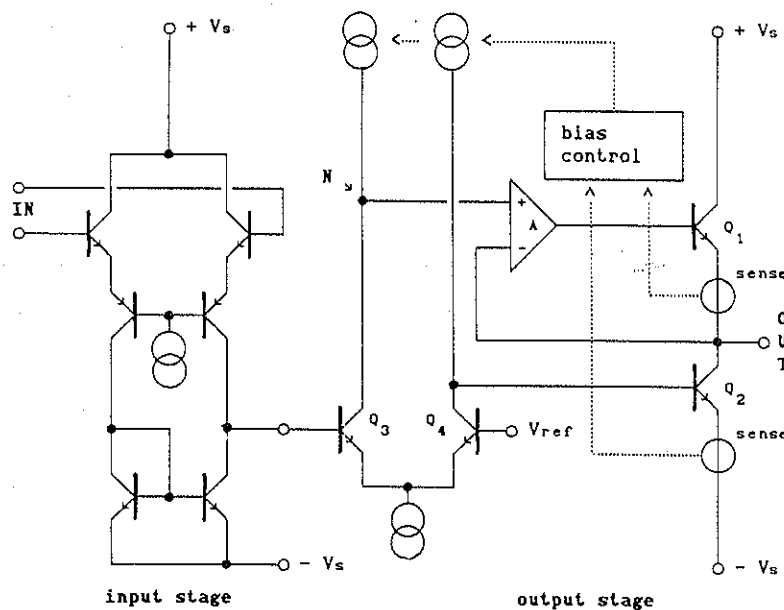 + Vs
+ Vs
bias
control
N
IN
+
A
-
Q1
sense
O
U
T
Q3
Q4
Vref
Q2
sense
- Vs
- Vs
input stage
output stage